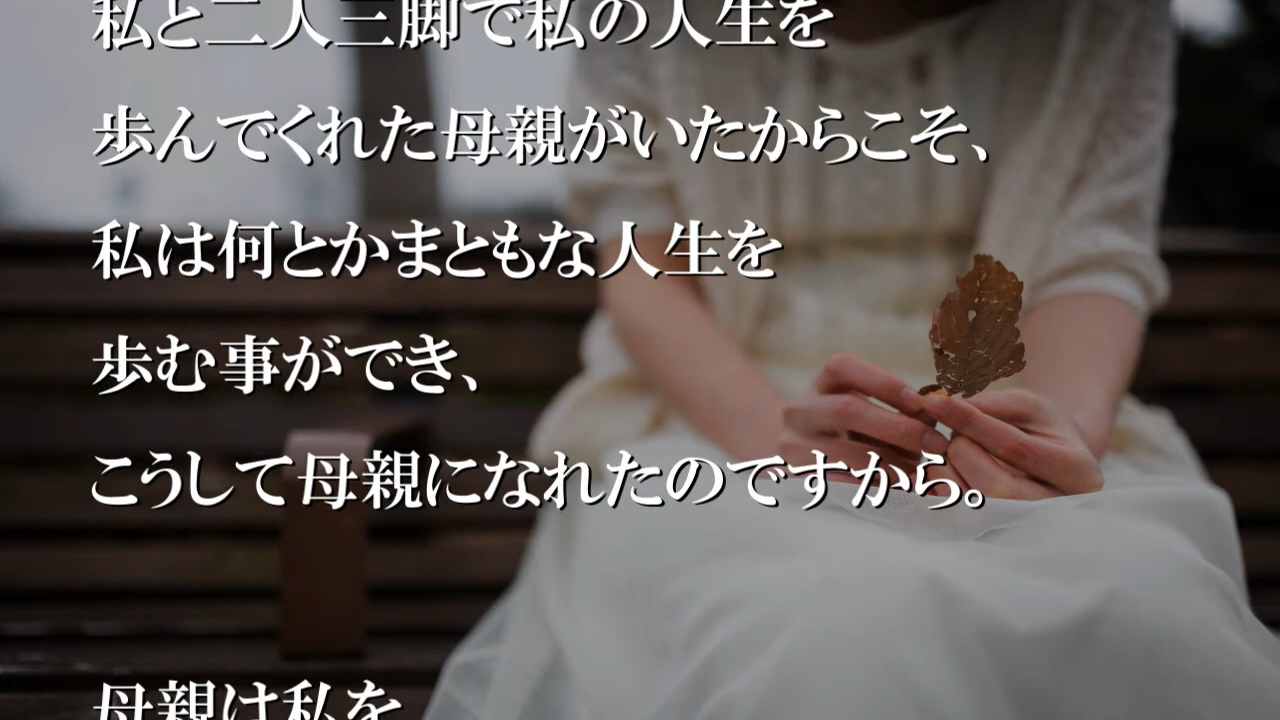 私と二人三脚で私の人生を
歩んでくれた母親がいたからこそ、
私は何とかまともな人生を
歩む事ができ、
こうして母親になれたのですから。
母親は私を